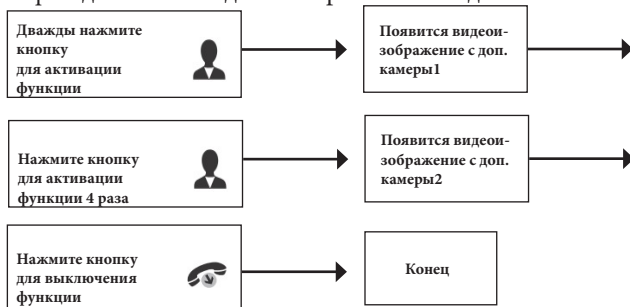 Дважды нажмите
кнопку
для активации
функции
Появится видеои-
зображение с доп.
камеры1
Нажмите кнопку
для активации
функции 4 раза
Появится видеои-
зображение с доп.
камеры2
Нажмите кнопку
для выключения
функции
Конец